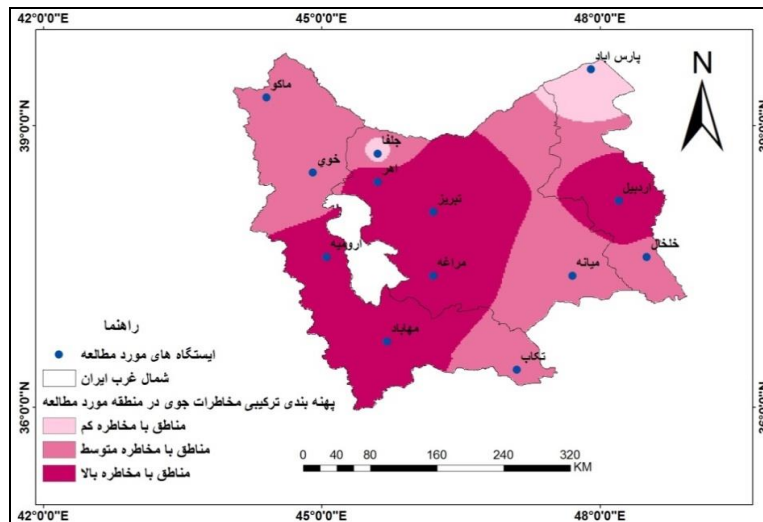 42°0'0"E 45°0'0"E 48°0'0"E
N
39°0'0"N
39°0'0"N
36°0'0"N
36°0'0"N
پارس اباد
ماکو
جلفا
خوي
اهر
اردبیل
تبریز
ارومیه
خلخال
مراغه
میانه
مهاباد
تکاب
راهنما
ایستگاه های مورد مطالعه
شمال غرب ایران
پهنه بندی ترکیبی مخاطرات جوی در منطقه مورد مطالعه
مناطق با مخاطره کم
مناطق با مخاطره متوسط
مناطق با مخاطره بالا
0 20 40 60 80 160 240 320
KM
42°0'0"E 45°0'0"E 48°0'0"E